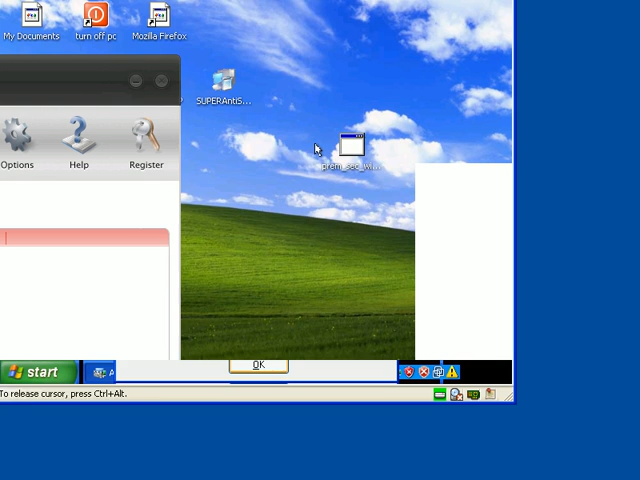 My Documents
turn off pc
Mozilla Firefox
SUPERAntiS...
Options
Help
Register
start
OK
To release cursor, press Ctrl+Alt.